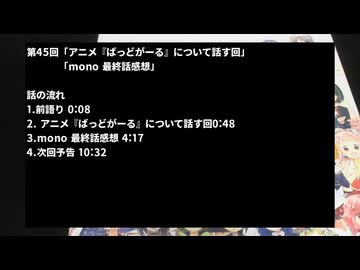 第45回「アニメ『ばっどがーる』について話す回」
「mono 最終話感想」
話の流れ
1.前語り 0:08
2. アニメ『ばっどがーる』について話す回0:48
3.mono 最終話感想 4:17
4.次回予告 10:32